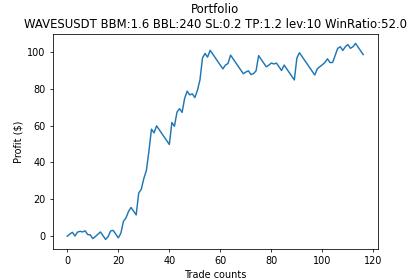 Portfolio
WAVESUSDT BBM:1.6 BBL:240 SL:0.2 TP:1.2 lev:10 WinRatio:52.0
100
80
60
40
20
0
Profit ($)
0 20 40 60 80 100 120
Trade counts